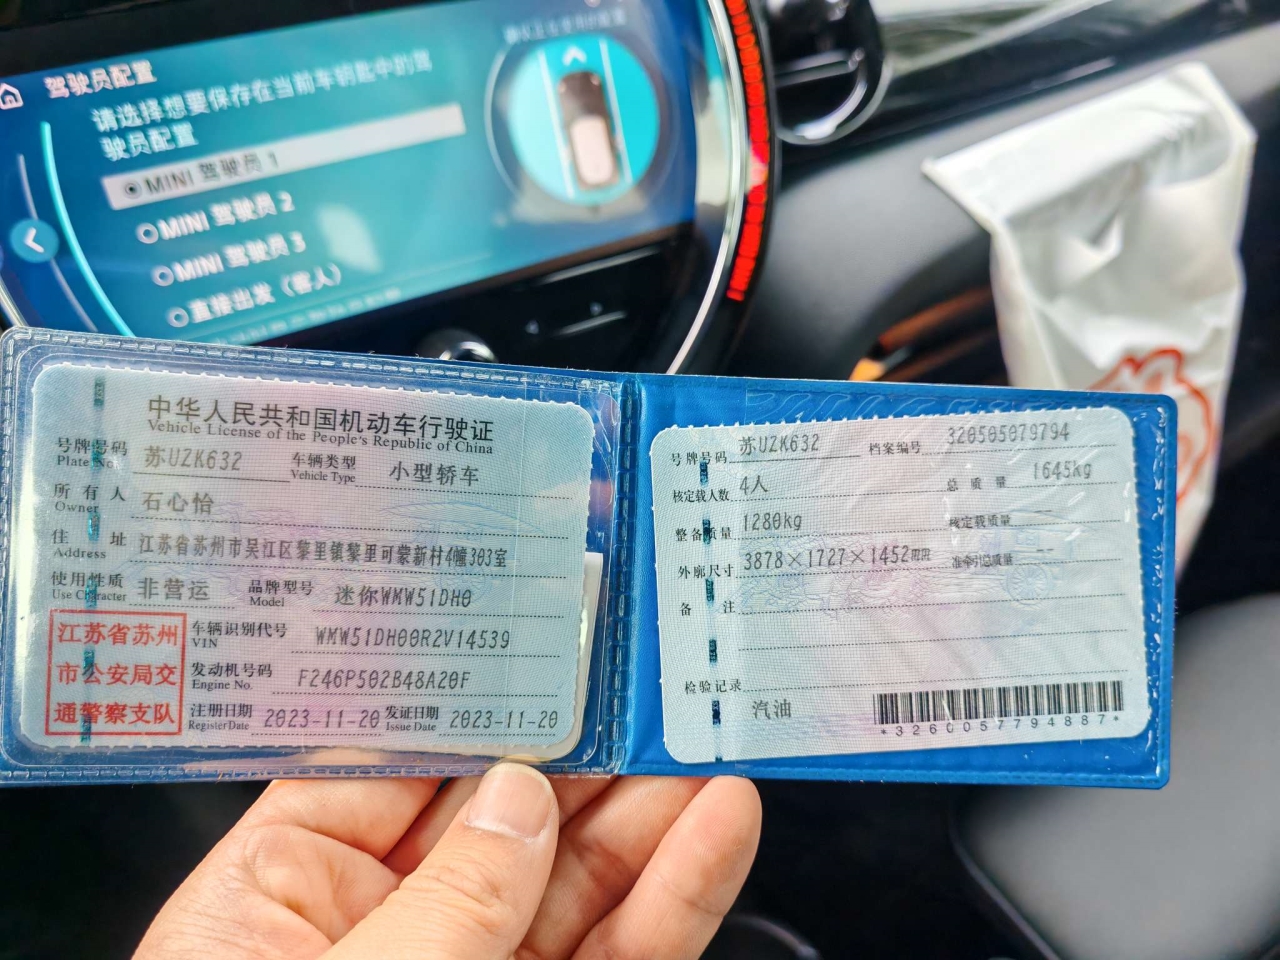 驾驶员配置
请选择想要保存在当前车钥匙中的驾
驶员配置
MINI 驾驶员 1
MINI 驾驶员 2
MINI 驾驶员 3
直接出发（客人）
中华人民共和国机动车行驶证
Vehicle License of the People's Republic of China
号牌号码 苏UZK632 车辆类型 小型轿车
Plate No. Vehicle Type
所有人 石心怡
Owner
住址 江苏省苏州市吴江区黎里镇黎里可蒙新村4幢303室
Address
使用性质 非营运 品牌型号 迷你WMW51DH0
Use Character Model
江苏省苏州
市公安局交
通警察支队
车辆识别代号 WMW51DH00R2V14539
VIN
发动机号码 F246P502B48A20F
Engine No.
注册日期 2023-11-20 发证日期 2023-11-20
Register Date Issue Date
号牌号码 苏UZK632 档案编号 320505079794
核定载人数 4人 总质量 1645kg
整备质量 1280kg 核定载质量 --
外廓尺寸 3878×1727×1452mm 准牵引总质量 --
备注
检验记录
汽油
*3260057794887*